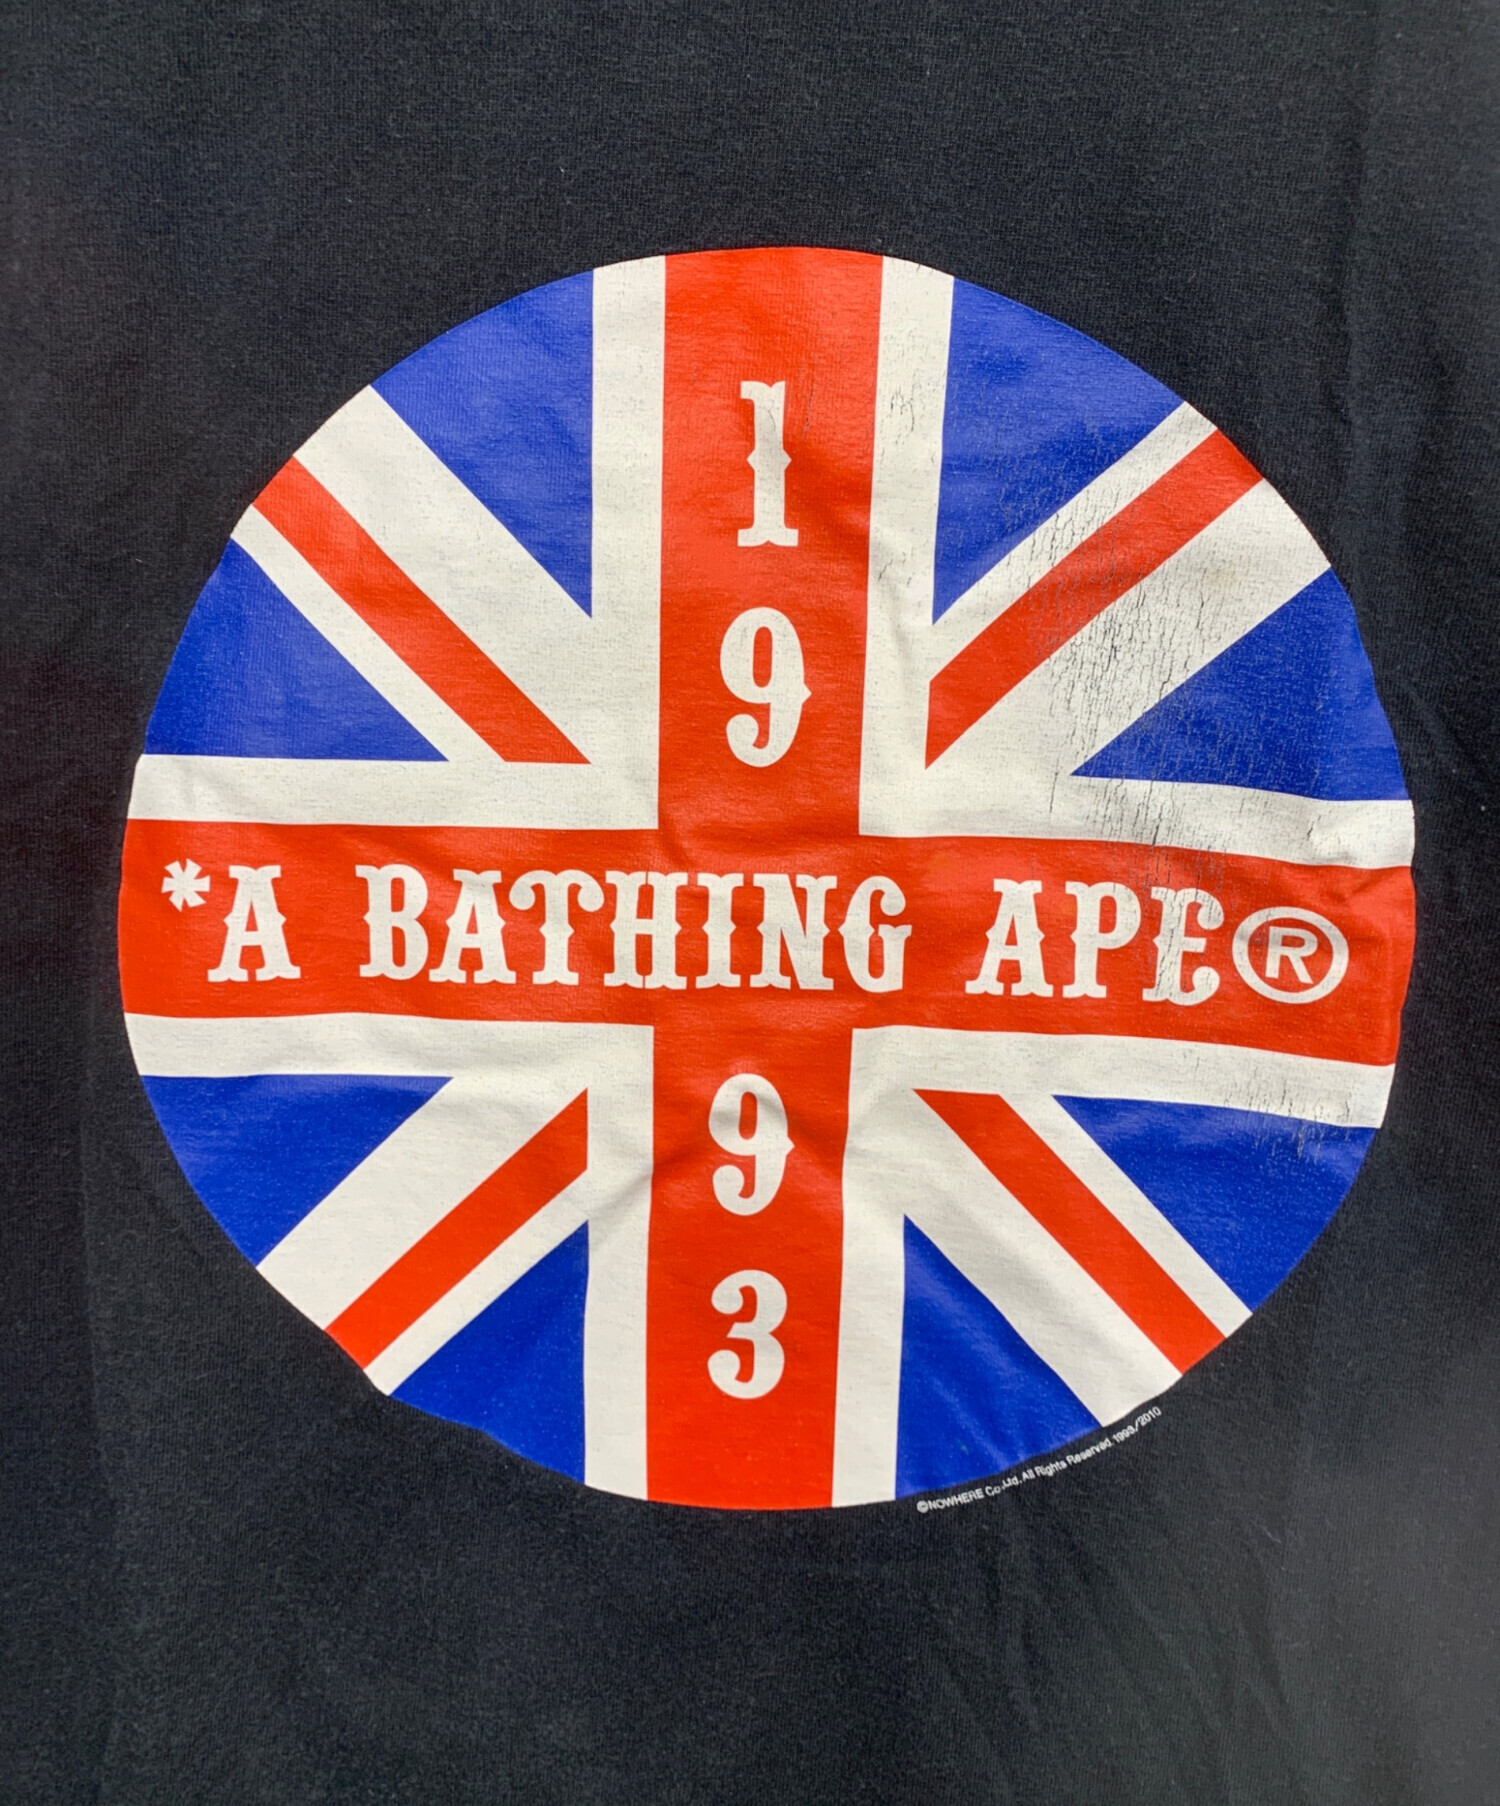 1
9
*A BATHING APE®
9
3
©NOWHERE Co.,Ltd. All Rights Reserved. 1993/2010